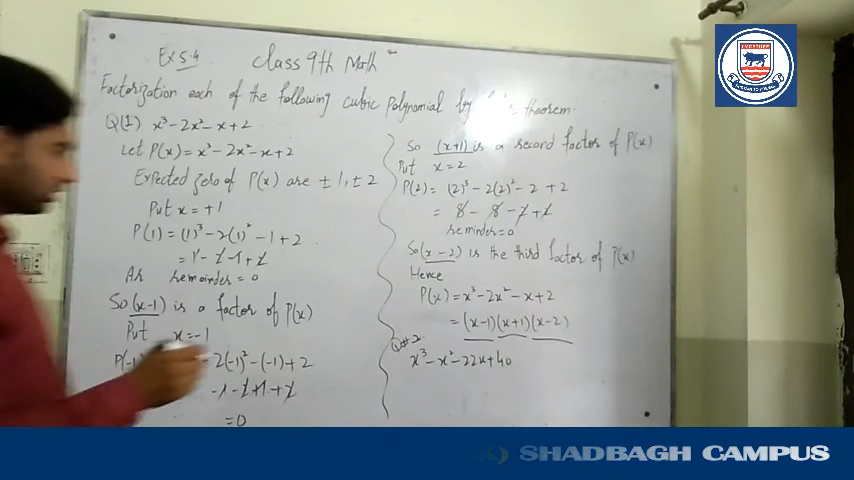 Ex 5.4 Class 9th Math
Factorization each of the following cubic Polynomial by theorem.
Q(1) x³ - 2x² - x + 2
Let P(x) = x³ - 2x² - x + 2
Expected zero of P(x) are ± 1, ± 2
Put x = +1
P(1) = (1)³ - 2(1)² - 1 + 2
= 1 - 2 - 1 + 2
As remainder = 0
So (x-1) is a factor of P(x)
Put x = -1
P(-1) - 2(-1)² - (-1) + 2
-1 - 2 + 1 + 2
= 0
So (x+1) is a second factor of P(x)
Put x = 2
P(2) = (2)³ - 2(2)² - 2 + 2
= 8 - 8 - 2 + 2
reminder = 0
So (x-2) is the third factor of P(x)
Hence
P(x) = x³ - 2x² - x + 2
= (x-1)(x+1)(x-2)
x³ - x² - 22x + 40
LYCEUM
SHADBAGH CAMPUS